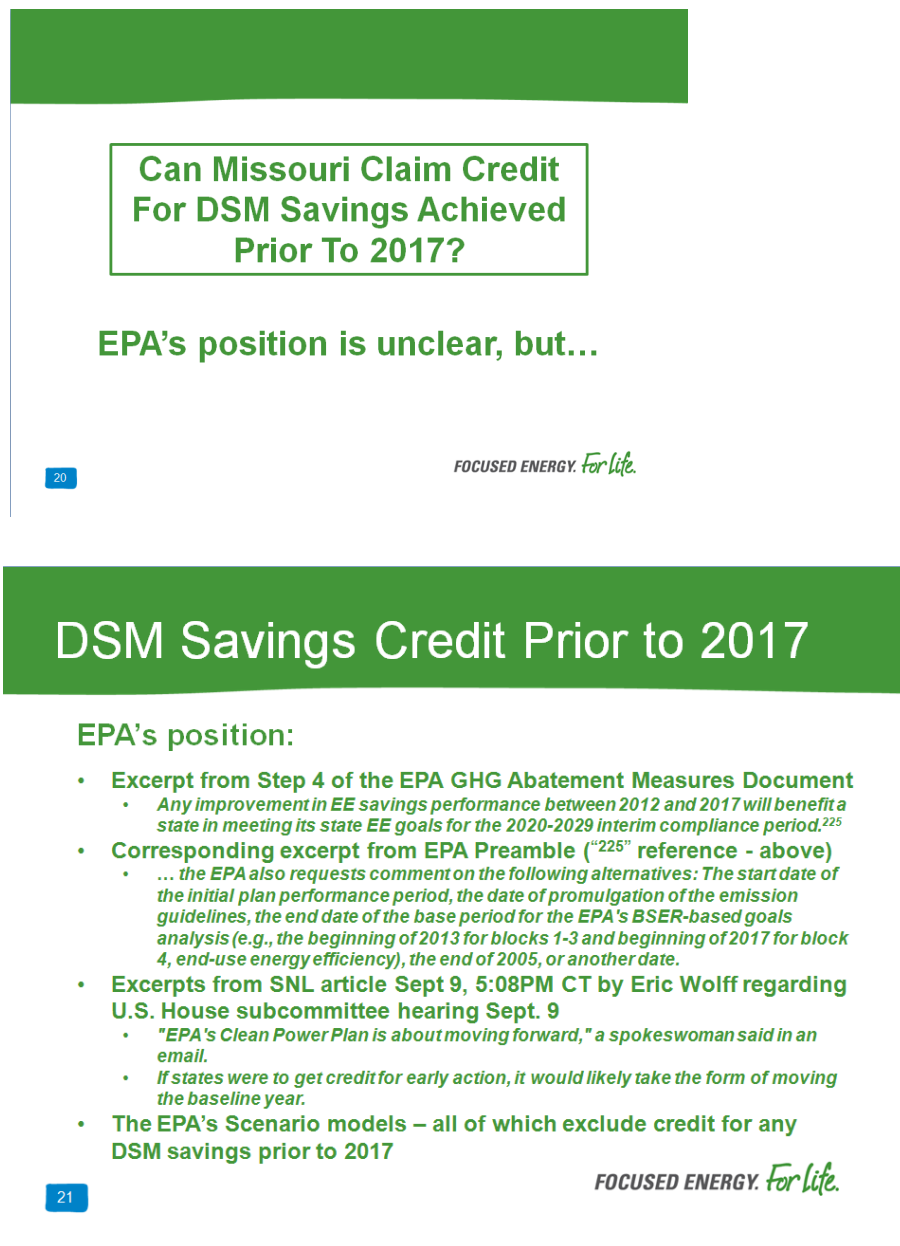 Can Missouri Claim Credit
For DSM Savings Achieved
Prior To 2017?
EPA's position is unclear, but…
FOCUSED ENERGY. For life.
20
DSM Savings Credit Prior to 2017
EPA's position:
• Excerpt from Step 4 of the EPA GHG Abatement Measures Document
• Any improvement in EE savings performance between 2012 and 2017 will benefit a
state in meeting its state EE goals for the 2020-2029 interim compliance period.225
• Corresponding excerpt from EPA Preamble (“225” reference - above)
• … the EPA also requests comment on the following alternatives: The start date of
the initial plan performance period, the date of promulgation of the emission
guidelines, the end date of the base period for the EPA's BSER-based goals
analysis (e.g., the beginning of 2013 for blocks 1-3 and beginning of 2017 for block
4, end-use energy efficiency), the end of 2005, or another date.
• Excerpts from SNL article Sept 9, 5:08PM CT by Eric Wolff regarding
U.S. House subcommittee hearing Sept. 9
• "EPA's Clean Power Plan is about moving forward," a spokeswoman said in an
email.
• If states were to get credit for early action, it would likely take the form of moving
the baseline year.
• The EPA's Scenario models – all of which exclude credit for any
DSM savings prior to 2017
FOCUSED ENERGY. For life.
21